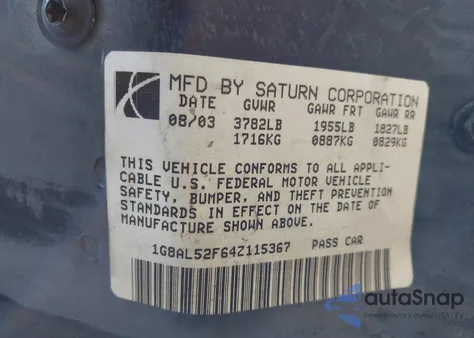 MFD BY SATURN CORPORATION
DATE GVWR GAWR FRT GAWR RR
08/03 3782LB 1955LB 1827LB
1716KG 0887KG 0829KG
THIS VEHICLE CONFORMS TO ALL APPLI-
CABLE U.S. FEDERAL MOTOR VEHICLE
SAFETY, BUMPER, AND THEFT PREVENTION
STANDARDS IN EFFECT ON THE DATE OF
MANUFACTURE SHOWN ABOVE.
1G8AL52F64Z115367 PASS CAR
autoSnap